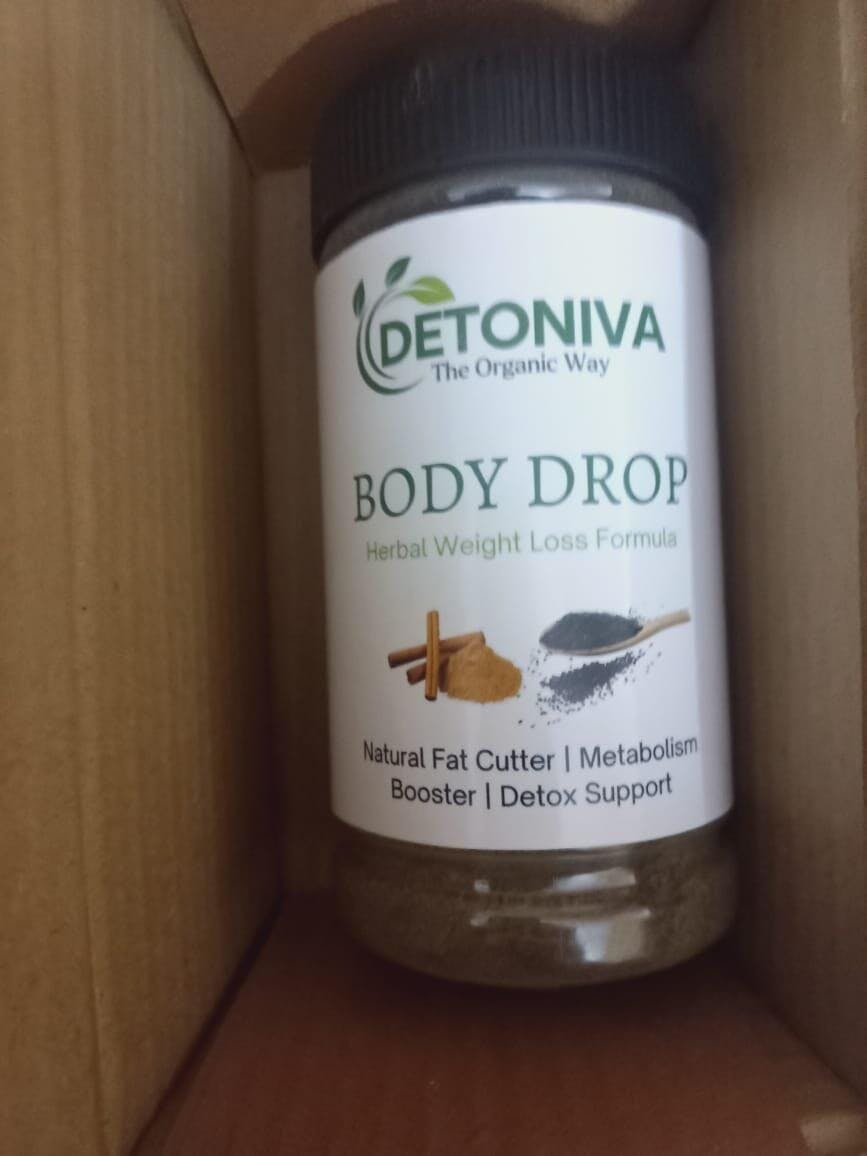 DETONIVA
The Organic Way
BODY DROP
Herbal Weight Loss Formula
Natural Fat Cutter | Metabolism
Booster | Detox Support